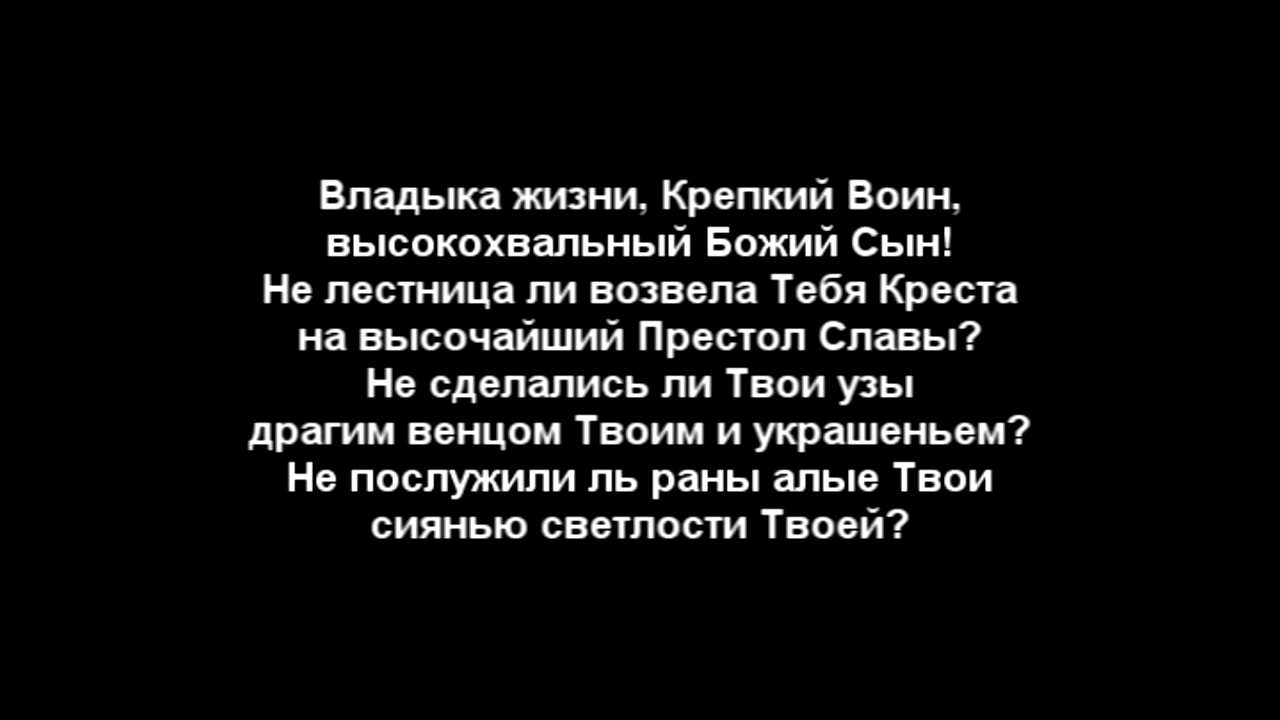 Владыка жизни, Крепкий Воин,
высокохвальный Божий Сын!
Не лестница ли возвела Тебя Креста
на высочайший Престол Славы?
Не сделались ли Твои узы
драгим венцом Твоим и украшеньем?
Не послужили ль раны алые Твои
сиянью светлости Твоей?